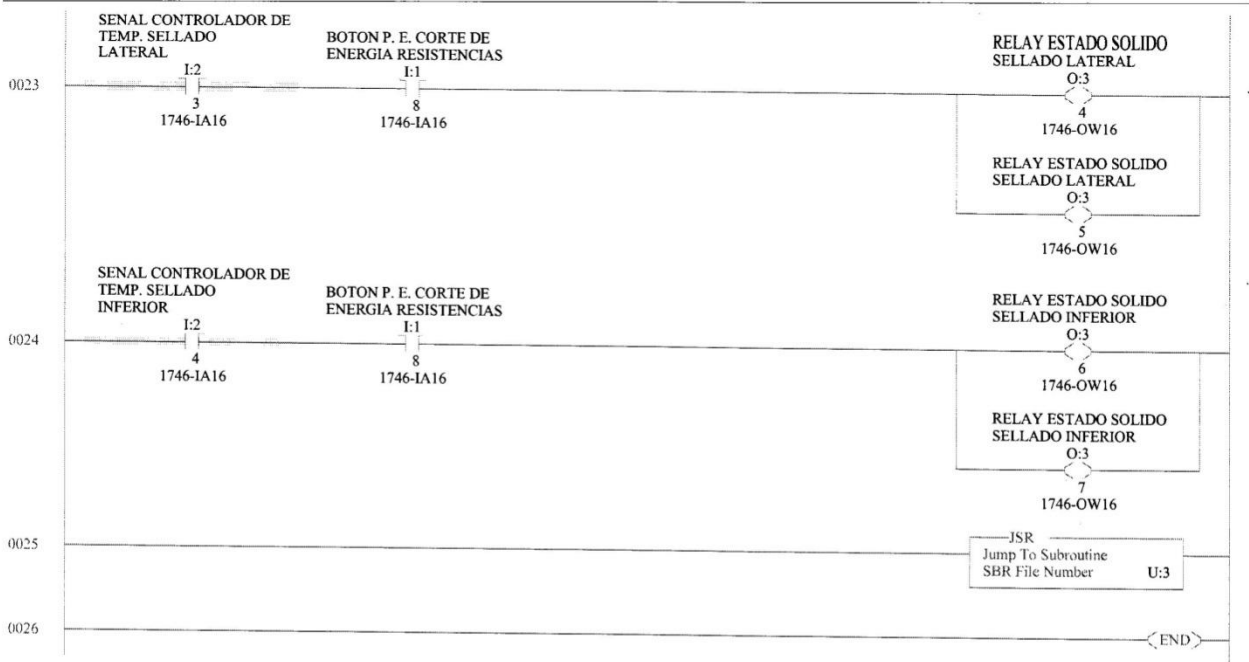 SENAL CONTROLADOR DE
TEMP. SELLADO
LATERAL
I:2
3
1746-IA16
BOTON P. E. CORTE DE
ENERGIA RESISTENCIAS
I:1
8
1746-IA16
RELAY ESTADO SOLIDO
SELLADO LATERAL
O:3
4
1746-OW16
0023
RELAY ESTADO SOLIDO
SELLADO LATERAL
O:3
5
1746-OW16
SENAL CONTROLADOR DE
TEMP. SELLADO
INFERIOR
I:2
4
1746-IA16
BOTON P. E. CORTE DE
ENERGIA RESISTENCIAS
I:1
8
1746-IA16
RELAY ESTADO SOLIDO
SELLADO INFERIOR
O:3
6
1746-OW16
0024
RELAY ESTADO SOLIDO
SELLADO INFERIOR
O:3
7
1746-OW16
0025
JSR
Jump To Subroutine
SBR File Number U:3
0026
END